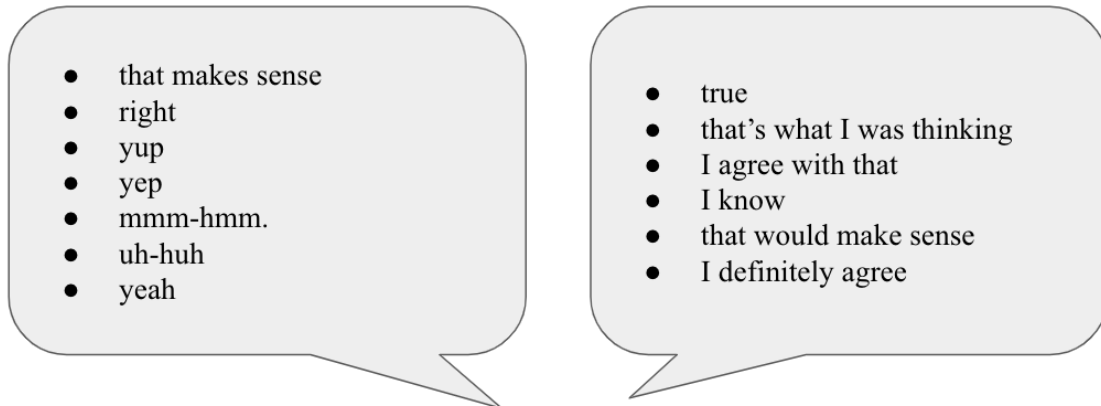 ● that makes sense
● right
● yup
● yep
● mmm-hmm.
● uh-huh
● yeah
● true
● that’s what I was thinking
● I agree with that
● I know
● that would make sense
● I definitely agree